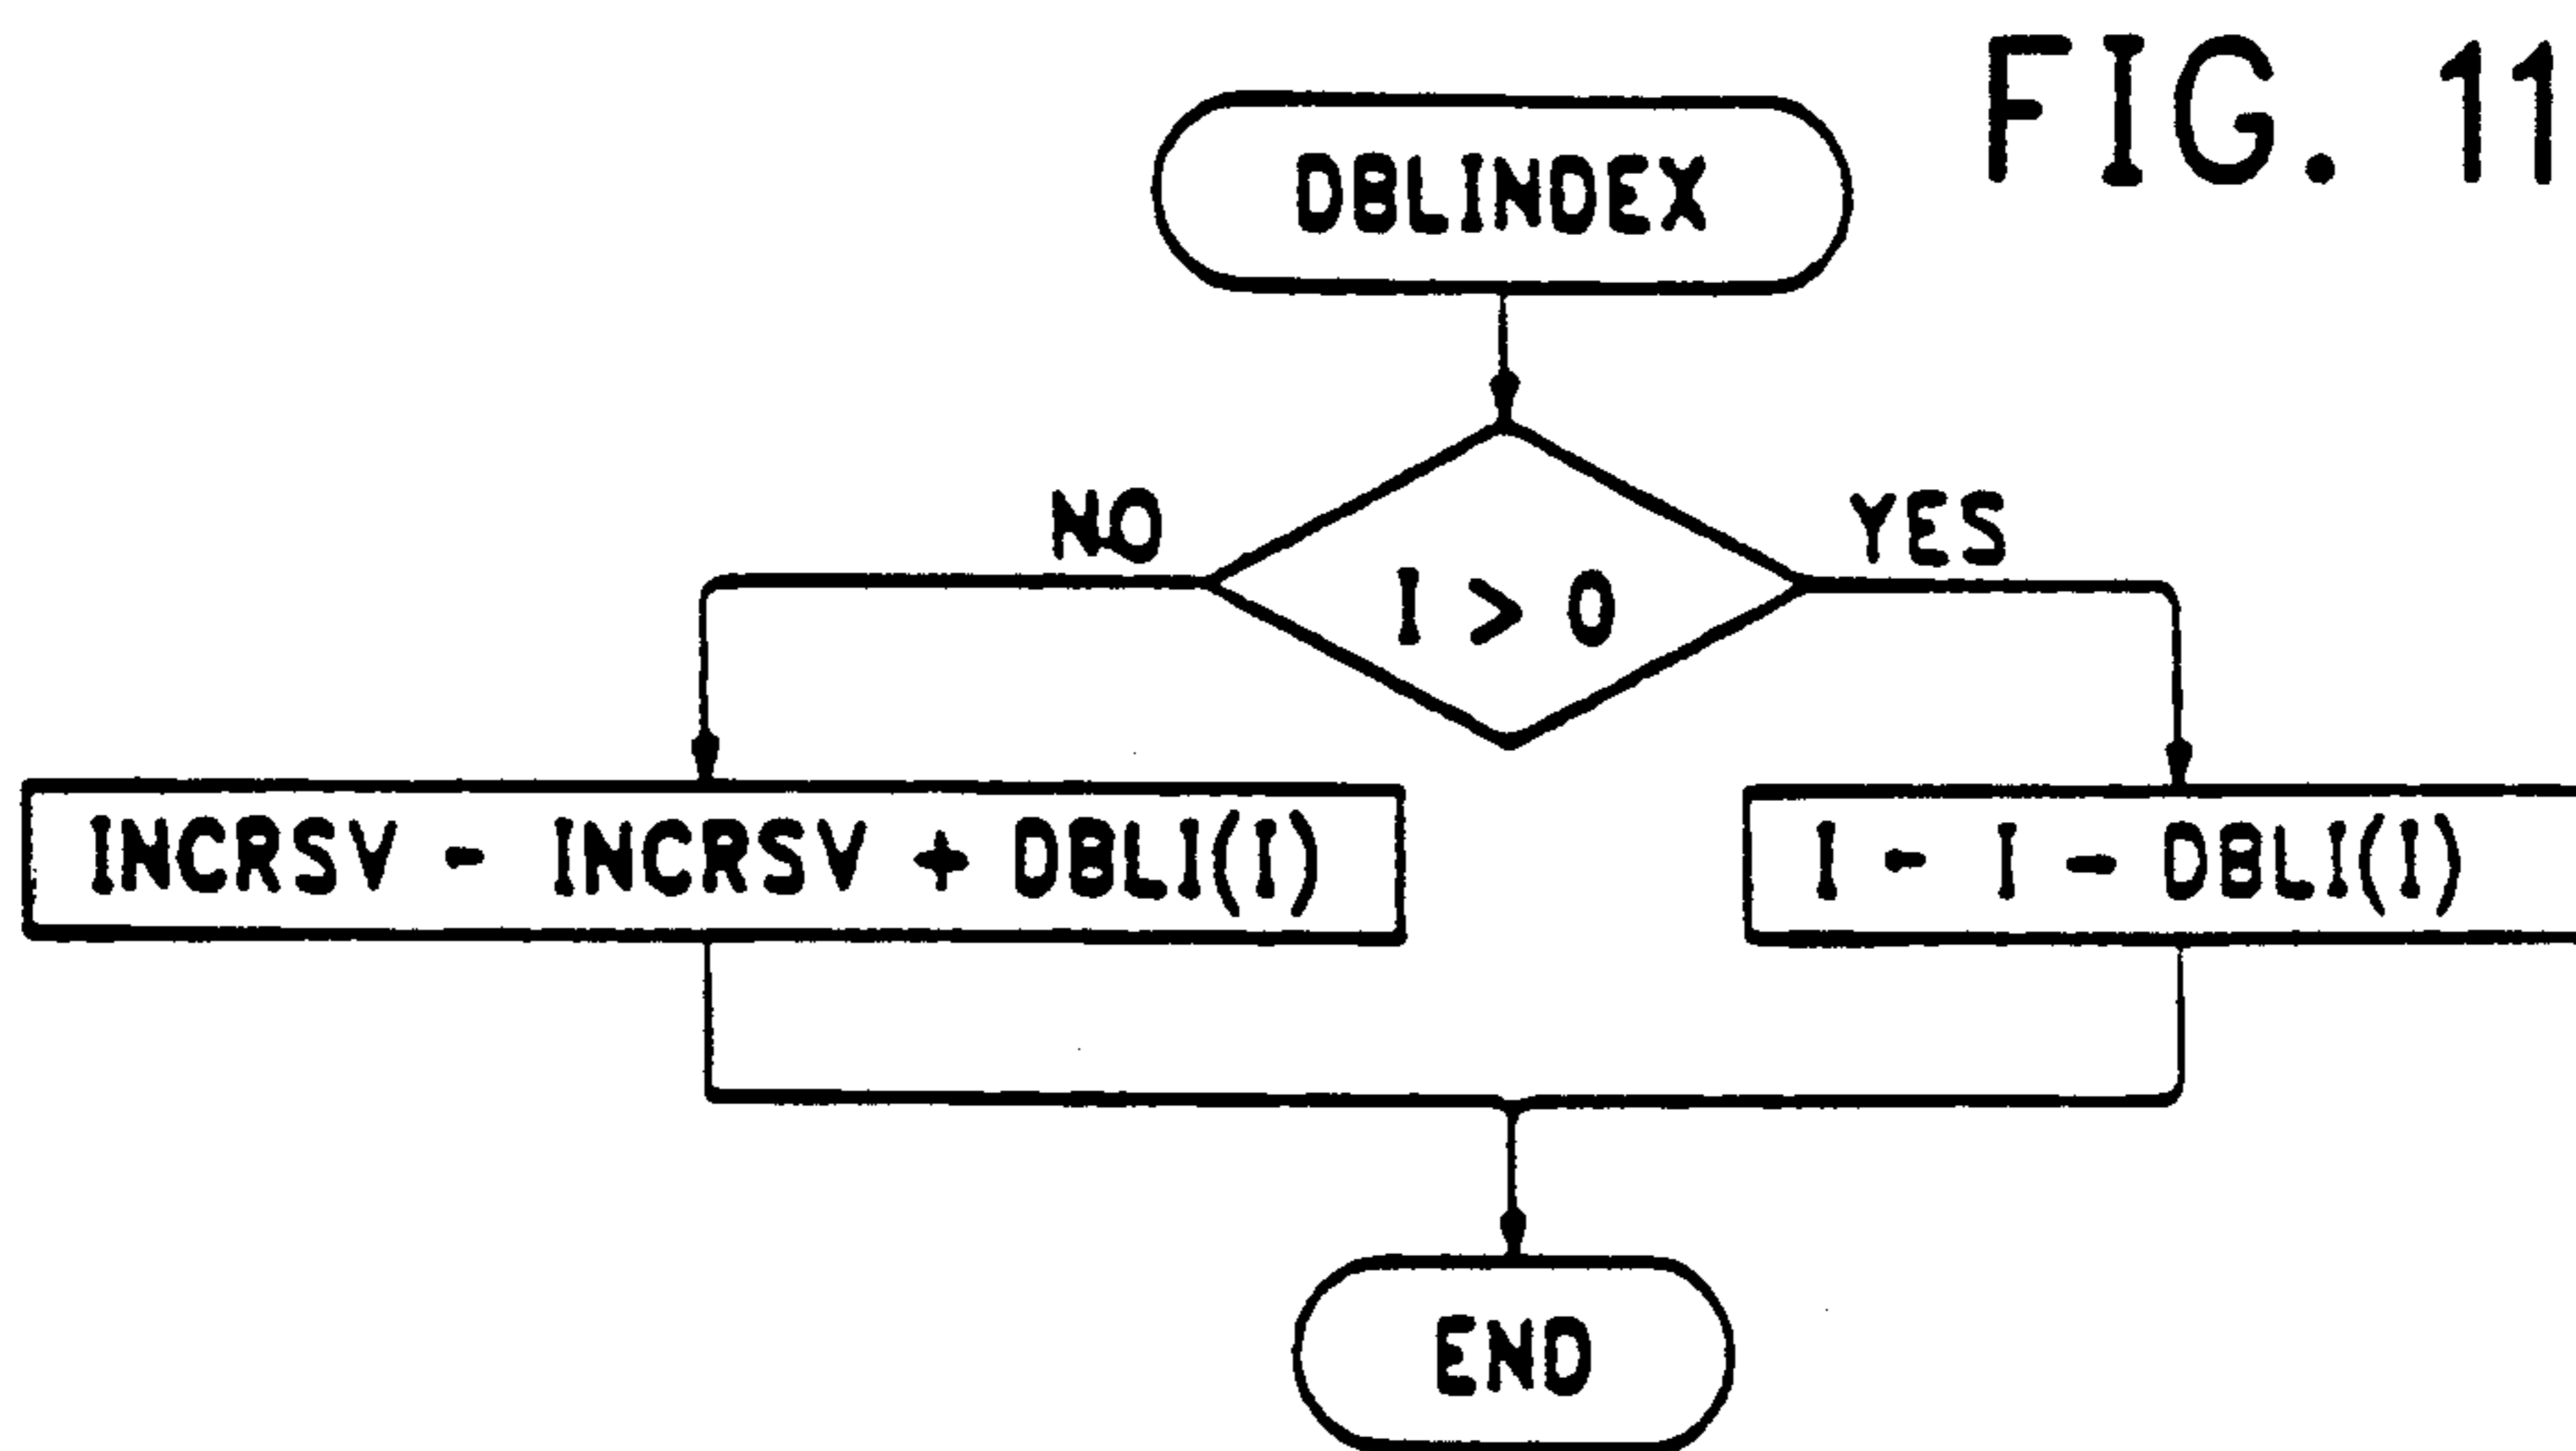 FIG. 11
DBLINDEX
NO
YES
I > 0
INCRSV - INCRSV + DBLI(I)
I - I - DBLI(I)
END